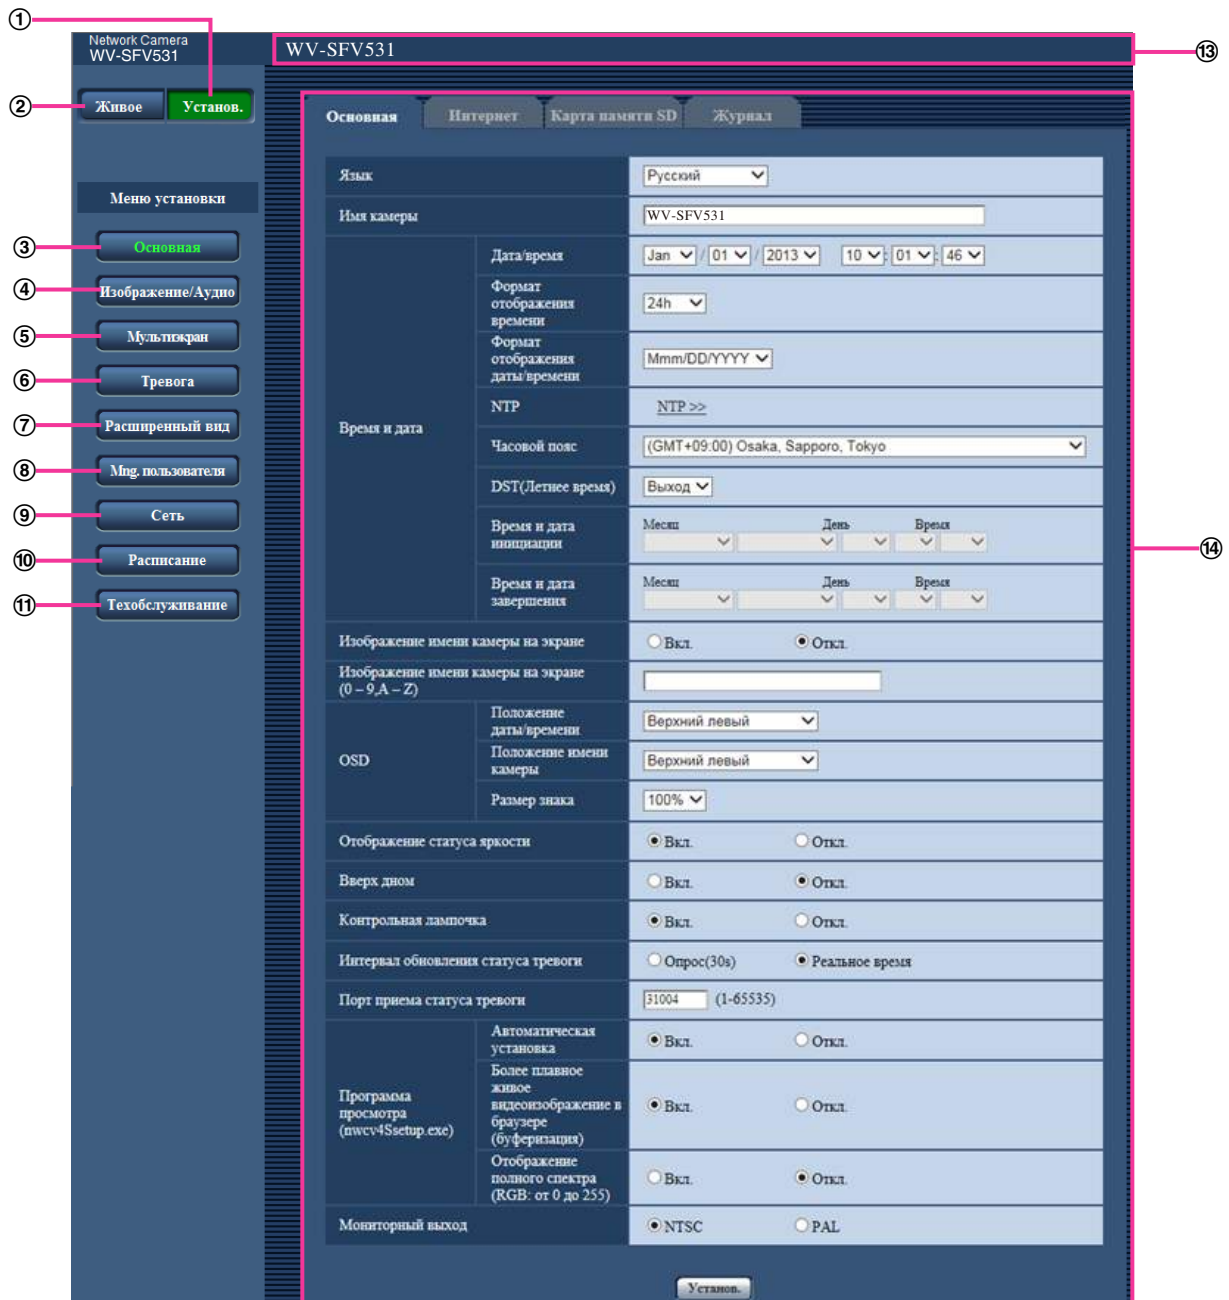 ①
Network Camera
WV-SFV531
WV-SFV531
⑬
②
Живое
Установ.
Основная
Интернет
Карта памяти SD
Журнал
Меню установки
③
Основная
④
Изображение/Аудио
⑤
Мультиэкран
⑥
Тревога
⑦
Расширенный вид
⑧
Mng. пользователя
⑨
Сеть
⑩
Расписание
⑪
Техобслуживание
Язык
Русский
Имя камеры
WV-SFV531
Время и дата
Дата/время
Jan / 01 / 2013 10 : 01 : 46
Формат
отображения
времени
24h
Формат
отображения
даты/времени
Mmm/DD/YYYY
NTP
NTP >>
Часовой пояс
(GMT+09:00) Osaka, Sapporo, Tokyo
DST(Летнее время)
Выход
Время и дата
инициации
Месяц День Время
⑭
Время и дата
завершения
Месяц День Время
Изображение имени камеры на экране
Вкл. Откл.
Изображение имени камеры на экране
(0 – 9,A – Z)
OSD
Положение
даты/времени
Верхний левый
Положение имени
камеры
Верхний левый
Размер знака
100%
Отображение статуса яркости
Вкл. Откл.
Вверх дном
Вкл. Откл.
Контрольная лампочка
Вкл. Откл.
Интервал обновления статуса тревоги
Опрос(30s) Реальное время
Порт приема статуса тревоги
31004 (1-65535)
Программа
просмотра
(nwcv4Ssetup.exe)
Автоматическая
установка
Вкл. Откл.
Более плавное
живое
видеоизображение в
браузере
(буферизация)
Вкл. Откл.
Отображение
полного спектра
(RGB: от 0 до 255)
Вкл. Откл.
Мониторный выход
NTSC PAL
Установ.